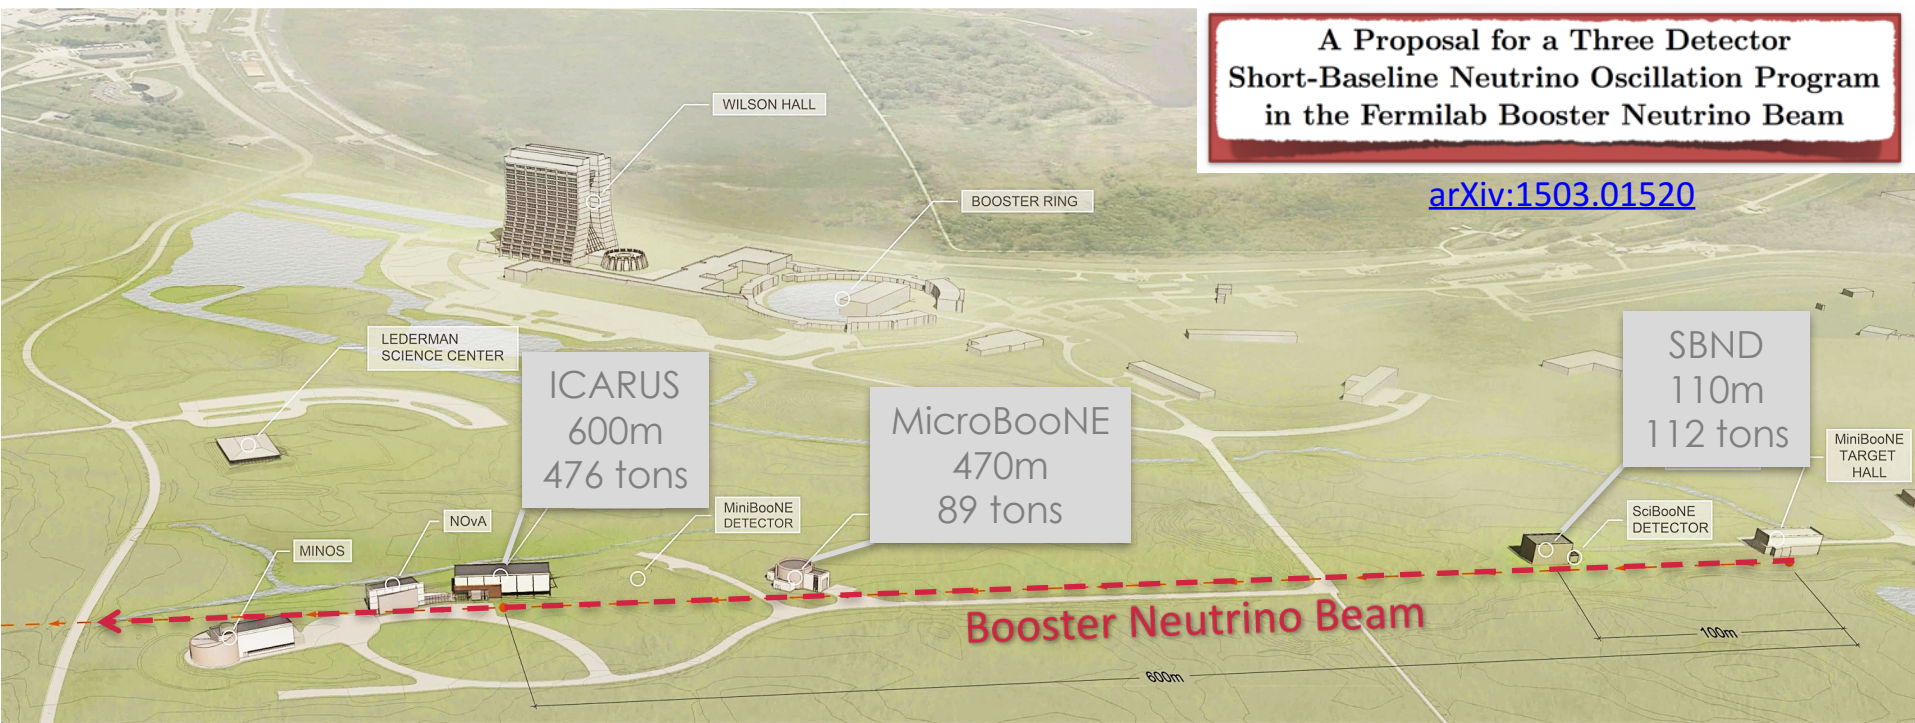 A Proposal for a Three Detector
Short-Baseline Neutrino Oscillation Program
in the Fermilab Booster Neutrino Beam
arXiv:1503.01520
WILSON HALL
BOOSTER RING
LEDERMAN
SCIENCE CENTER
ICARUS
600m
476 tons
MicroBooNE
470m
89 tons
SBND
110m
112 tons
MiniBooNE
TARGET
HALL
MiniBooNE
DETECTOR
SciBooNE
DETECTOR
NOvA
MINOS
Booster Neutrino Beam
100m
600m